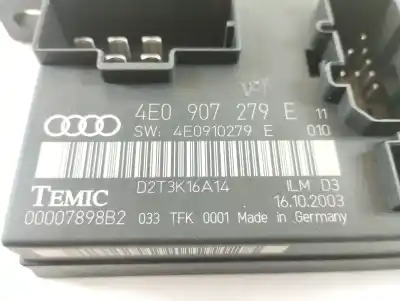 4E0 907 279 E 11
SW: 4E0910279 E 010
D2T3K16A14 ILM D3
TEMIC 16.10.2003
00007898B2 033 TFK 0001 Made in Germany